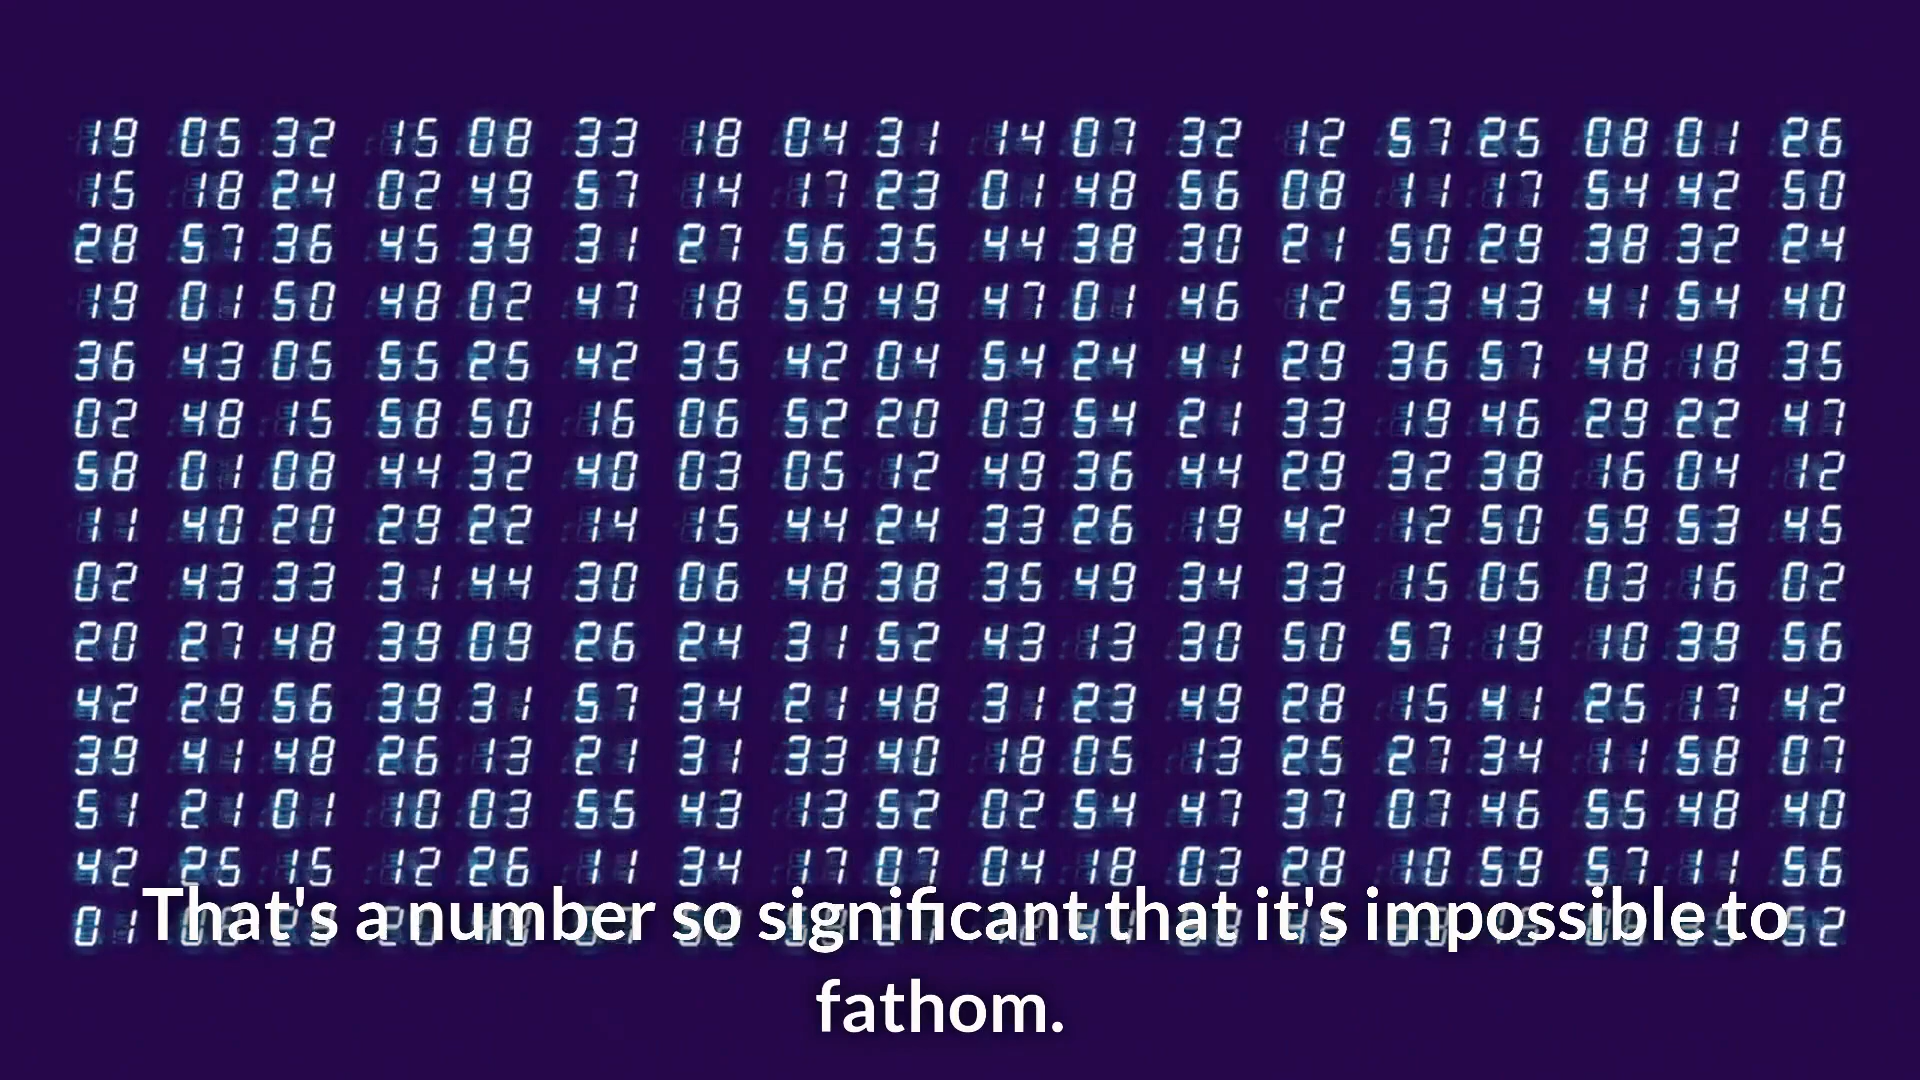 19 05 32 15 08 33 18 04 31 14 07 32 12 57 25 08 01 26
15 18 24 02 49 57 14 17 23 01 48 56 08 11 17 54 42 50
28 57 36 45 39 31 27 56 35 44 38 30 21 50 29 38 32 24
19 01 50 48 02 47 18 59 49 47 01 46 12 53 43 41 54 40
36 43 05 55 25 42 35 42 04 54 24 41 29 36 57 48 18 35
02 48 15 58 50 16 06 52 20 03 54 21 33 19 46 29 22 47
58 01 08 44 32 40 03 05 12 49 36 44 29 32 38 16 04 12
11 40 20 29 22 14 15 44 24 33 26 19 42 12 50 59 53 45
02 43 33 31 44 30 06 48 38 35 49 34 33 15 05 03 16 02
20 27 48 39 09 26 24 31 52 43 13 30 50 57 19 10 38 56
42 29 56 39 31 57 34 21 48 31 23 49 28 15 41 25 17 42
39 41 48 26 13 21 31 33 40 18 05 13 25 27 34 11 58 07
51 21 01 10 03 55 43 13 52 02 54 47 37 07 46 55 48 40
42 25 15 12 26 11 34 17 07 04 18 03 28 10 59 57 11 56
01 52
That's a number so significant that it's impossible to
fathom.